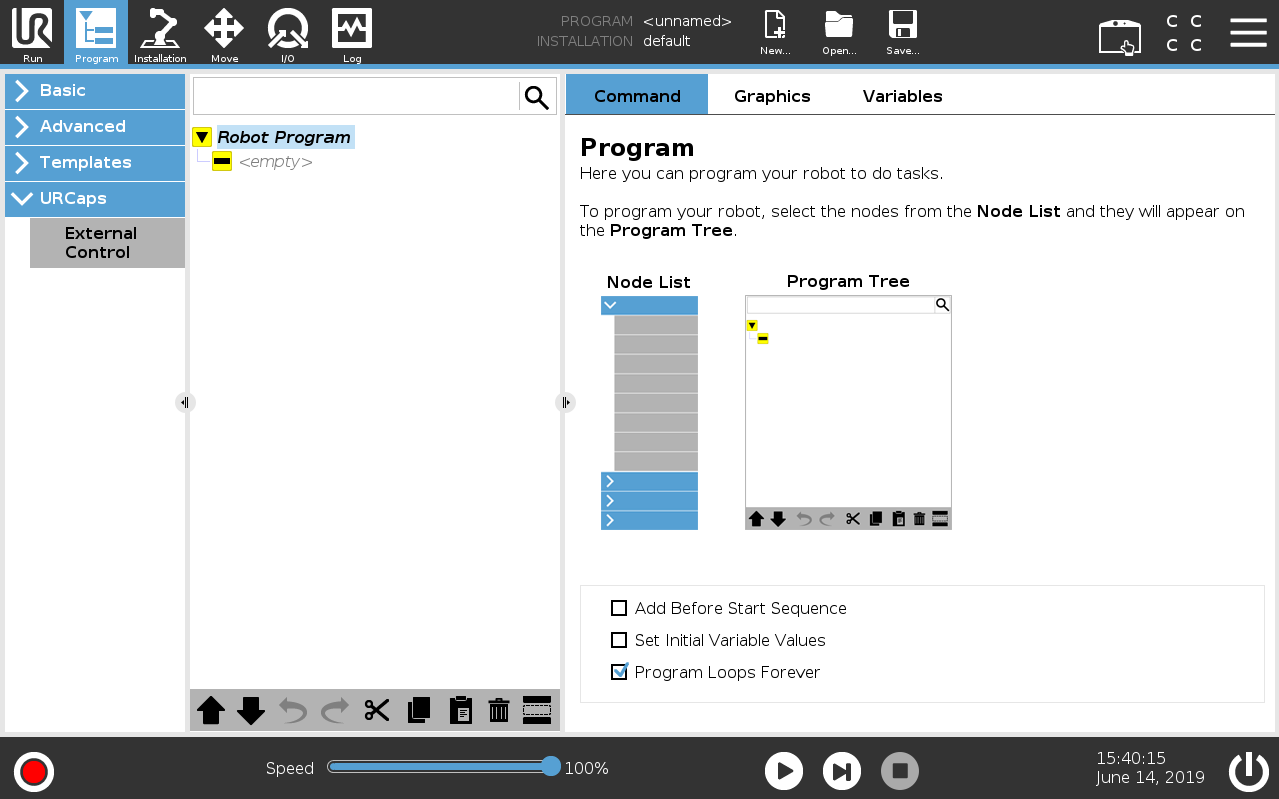 UR
Run
Program
Installation
Move
I/O
Log
PROGRAM <unnamed>
INSTALLATION default
New...
Open...
Save...
C C
C C
Basic
Advanced
Templates
URCaps
External
Control
Robot Program
<empty>
Command
Graphics
Variables
Program
Here you can program your robot to do tasks.
To program your robot, select the nodes from the Node List and they will appear on
the Program Tree.
Node List
Program Tree
Add Before Start Sequence
Set Initial Variable Values
Program Loops Forever
Speed
100%
15:40:15
June 14, 2019